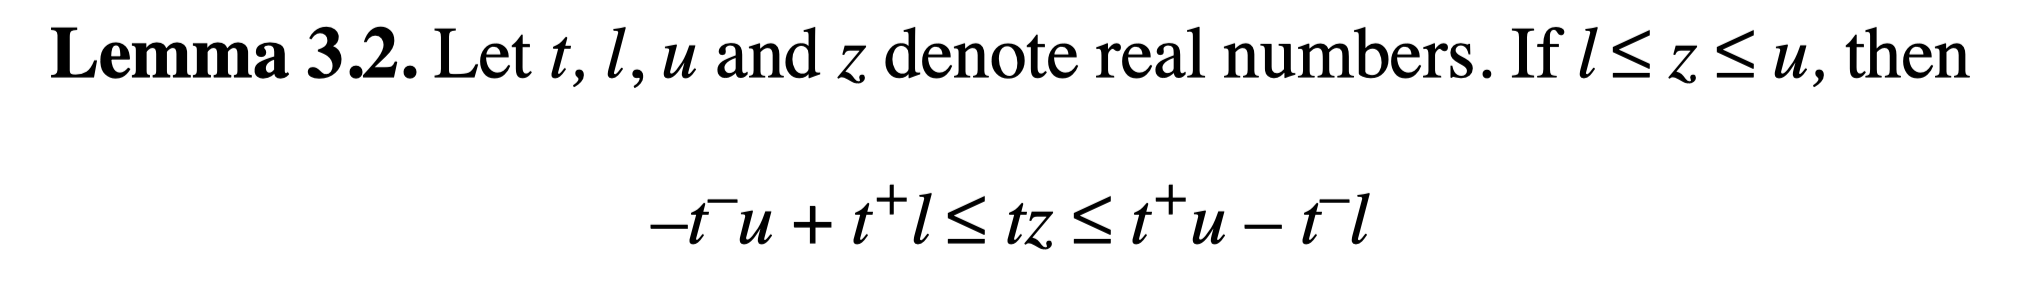 Lemma 3.2. Let t, l, u and z denote real numbers. If l ≤ z ≤ u, then
–t⁻u + t⁺l ≤ tz ≤ t⁺u – t⁻l